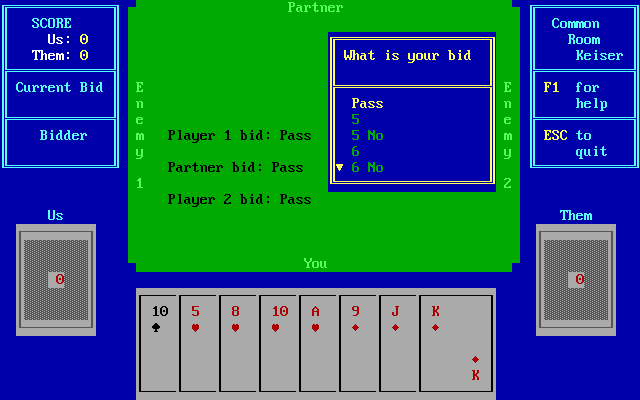 Partner
SCORE
Us: 0
Them: 0
Current Bid
Bidder
Enemy 1
Player 1 bid: Pass
Partner bid: Pass
Player 2 bid: Pass
What is your bid
Pass
5
5 No
6
6 No
Enemy 2
Common
Room
Keiser
F1 for
help
ESC to
quit
Us
0
Them
0
You
10♠
5♥
8♥
10♥
A♥
9♦
J♦
K♦
♦K